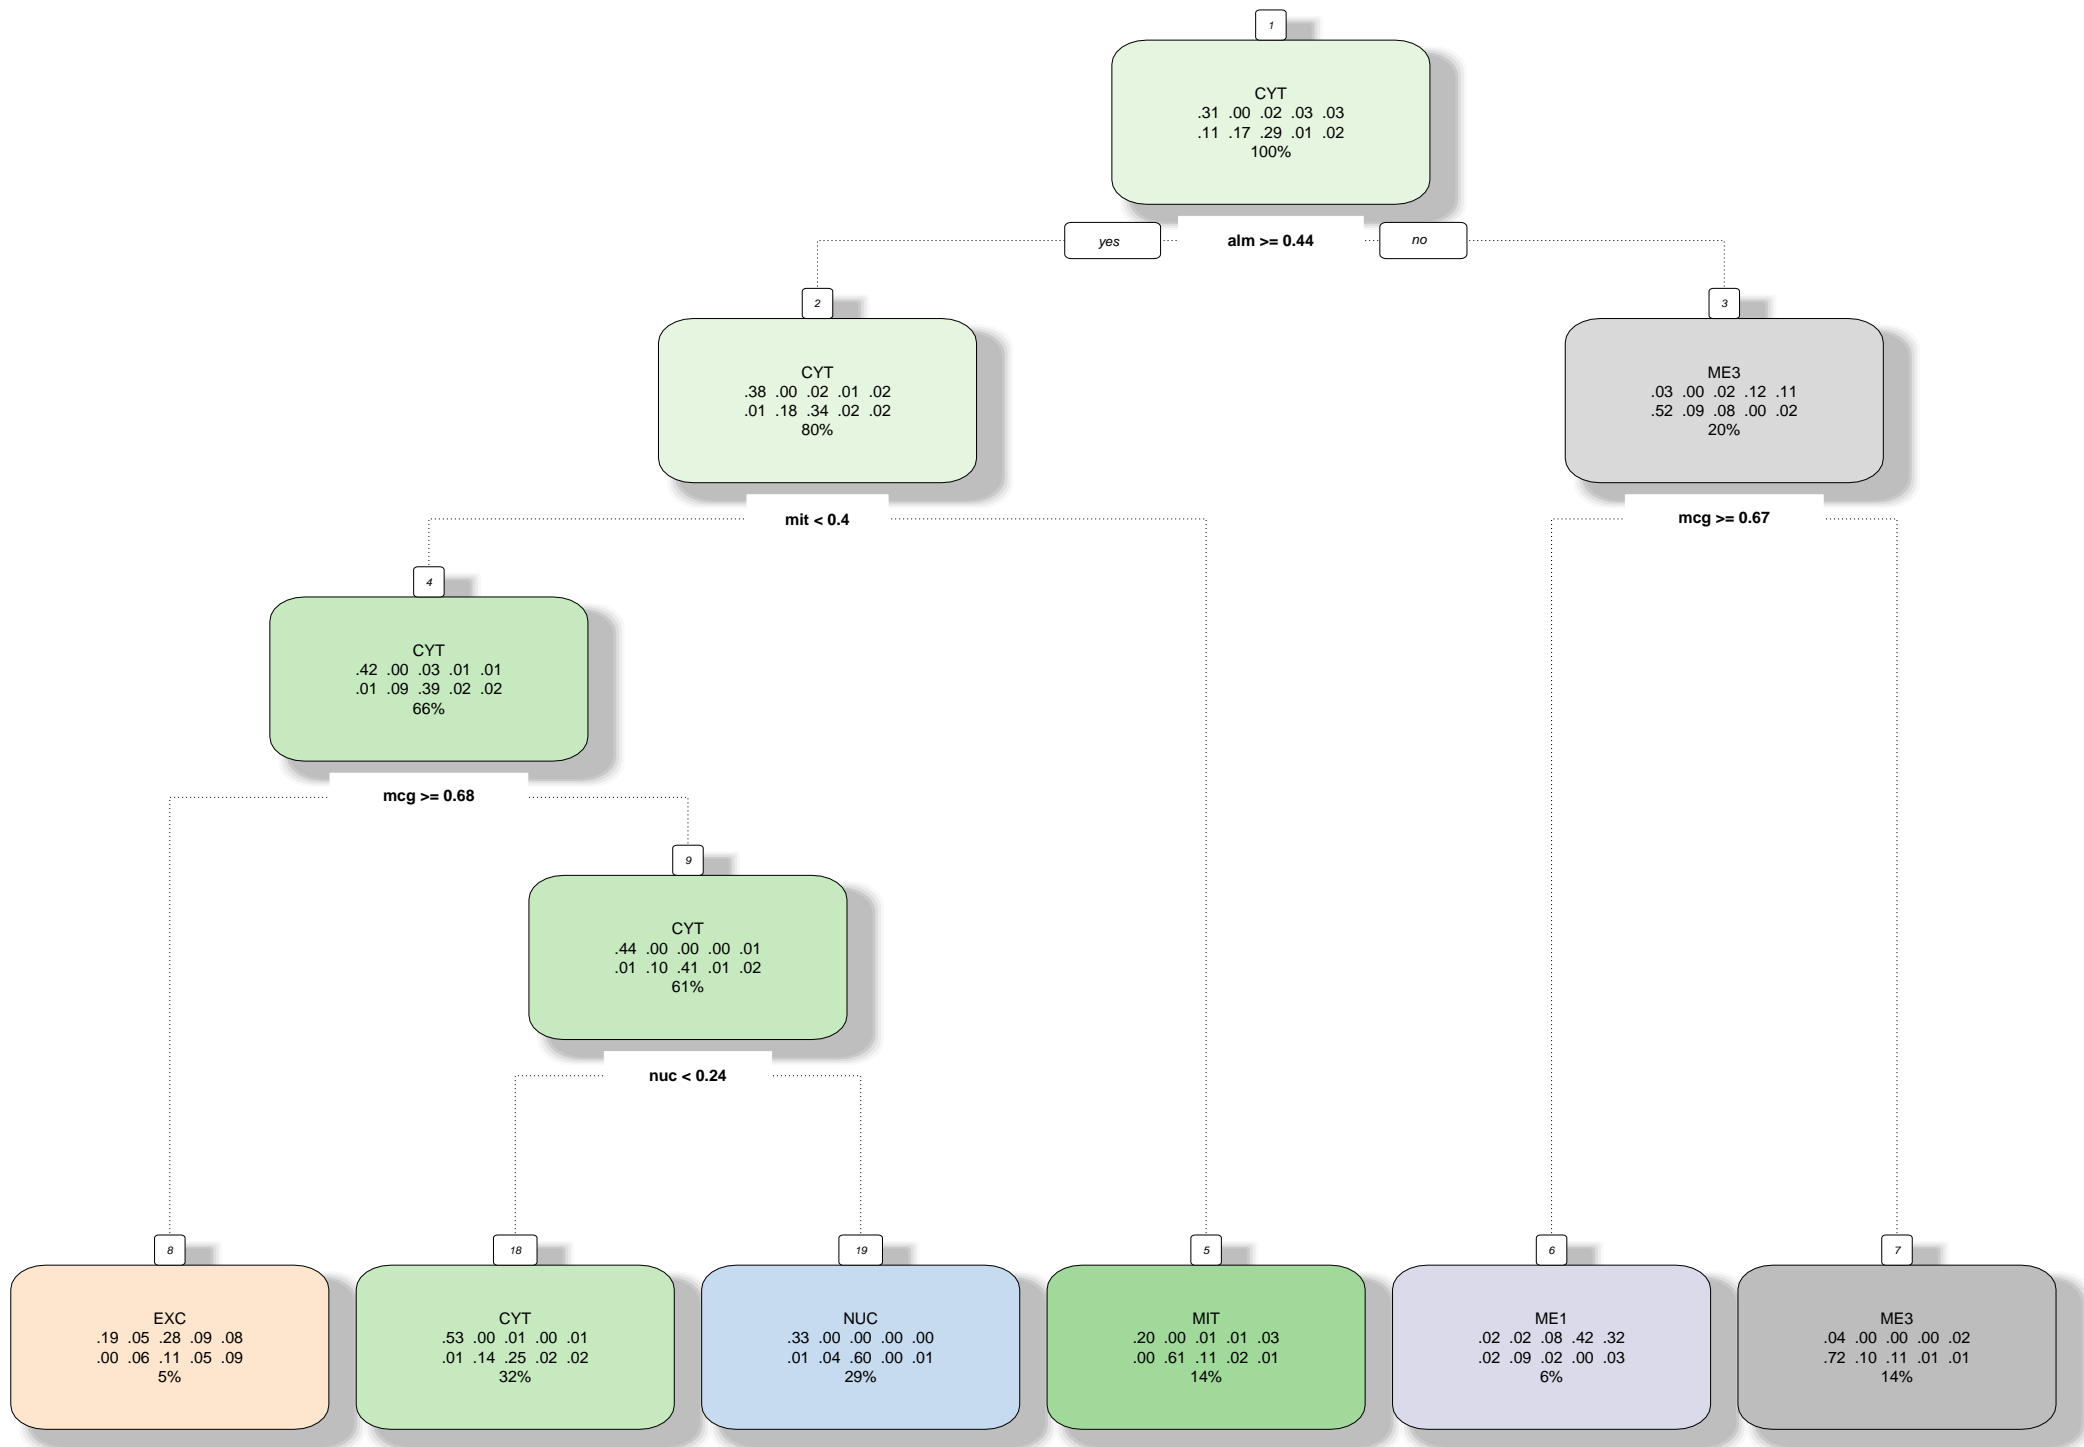 1
CYT
.31 .00 .02 .03 .03
.11 .17 .29 .01 .02
100%
yes
alm >= 0.44
no
2
CYT
.38 .00 .02 .01 .02
.01 .18 .34 .02 .02
80%
3
ME3
.03 .00 .02 .12 .11
.52 .09 .08 .00 .02
20%
mit < 0.4
mcg >= 0.67
4
CYT
.42 .00 .03 .01 .01
.01 .09 .39 .02 .02
66%
mcg >= 0.68
9
CYT
.44 .00 .00 .00 .01
.01 .10 .41 .01 .02
61%
nuc < 0.24
8
EXC
.19 .05 .28 .09 .08
.00 .06 .11 .05 .09
5%
18
CYT
.53 .00 .01 .00 .01
.01 .14 .25 .02 .02
32%
19
NUC
.33 .00 .00 .00 .00
.01 .04 .60 .00 .01
29%
5
MIT
.20 .00 .01 .01 .03
.00 .61 .11 .02 .01
14%
6
ME1
.02 .02 .08 .42 .32
.02 .09 .02 .00 .03
6%
7
ME3
.04 .00 .00 .00 .02
.72 .10 .11 .01 .01
14%